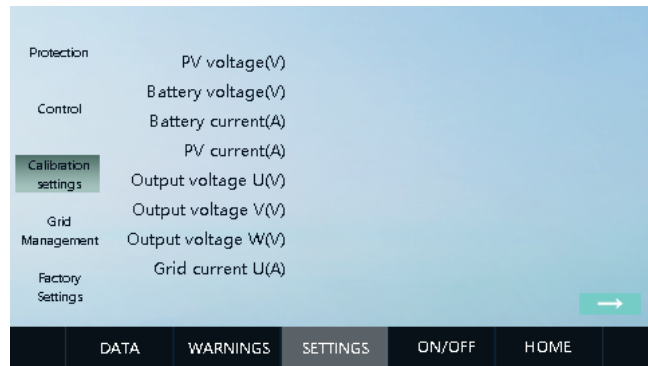 Protection
Control
Calibration
settings
Grid
Management
Factory
Settings
PV voltage(V)
Battery voltage(V)
Battery current(A)
PV current(A)
Output voltage U(V)
Output voltage V(V)
Output voltage W(V)
Grid current U(A)
→
DATA WARNINGS SETTINGS ON/OFF HOME